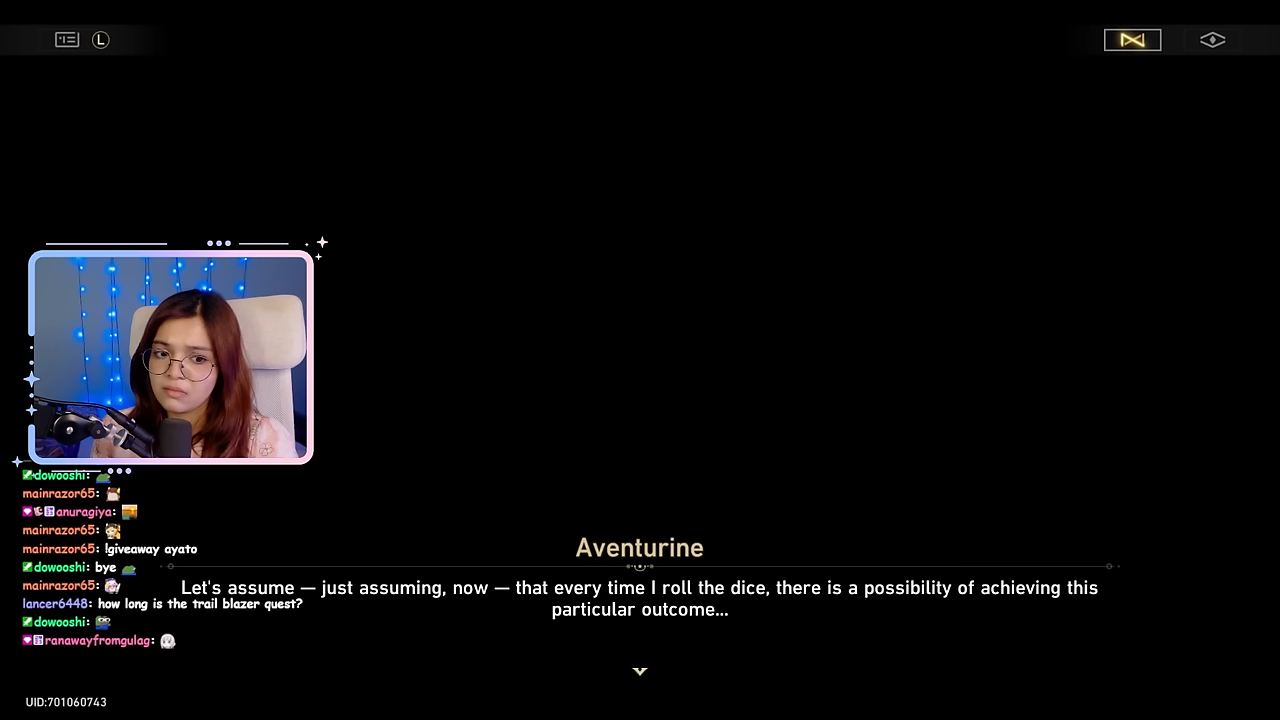 L
dowooshi:
mainrazor65:
anuragiya:
mainrazor65:
mainrazor65: !giveaway ayato
dowooshi: bye
mainrazor65:
lancer6448: how long is the trail blazer quest?
dowooshi:
ranawayfromgulag:
Aventurine
Let's assume — just assuming, now — that every time I roll the dice, there is a possibility of achieving this
particular outcome...
UID:701060743